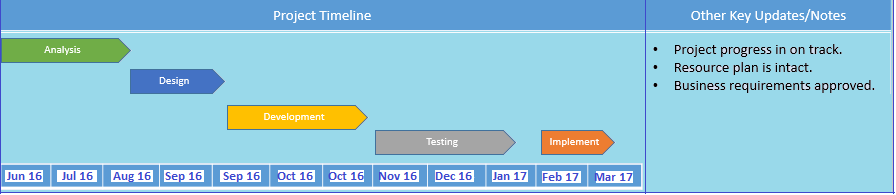 Project Timeline
Other Key Updates/Notes
Analysis
Design
Development
Testing
Implement
• Project progress in on track.
• Resource plan is intact.
• Business requirements approved.
Jun 16 Jul 16 Aug 16 Sep 16 Sep 16 Oct 16 Oct 16 Nov 16 Dec 16 Jan 17 Feb 17 Mar 17